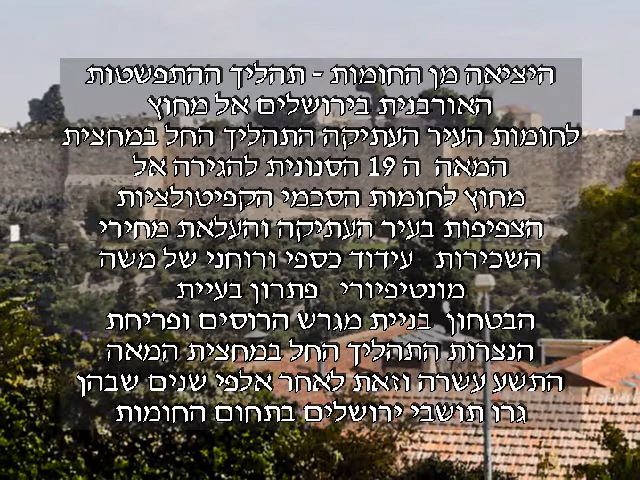 היציאה מן החומות - תהליך ההתפשטות
האורבנית בירושלים אל מחוץ
לחומות העיר העתיקה התהליך החל במחצית
המאה ה 19 הסנונית להגירה אל
מחוץ לחומות הסכמי הקפיטולציות
הצפיפות בעיר העתיקה והעלאת מחירי
השכירות עידוד כספי ורוחני של משה
מונטיפיורי פתרון בעיית
הבטחון בניית מגרש הרוסים ופריחת
הנצרות התהליך החל במחצית המאה
התשע עשרה וזאת לאחר אלפי שנים שבהן
גרו תושבי ירושלים בתחום החומות